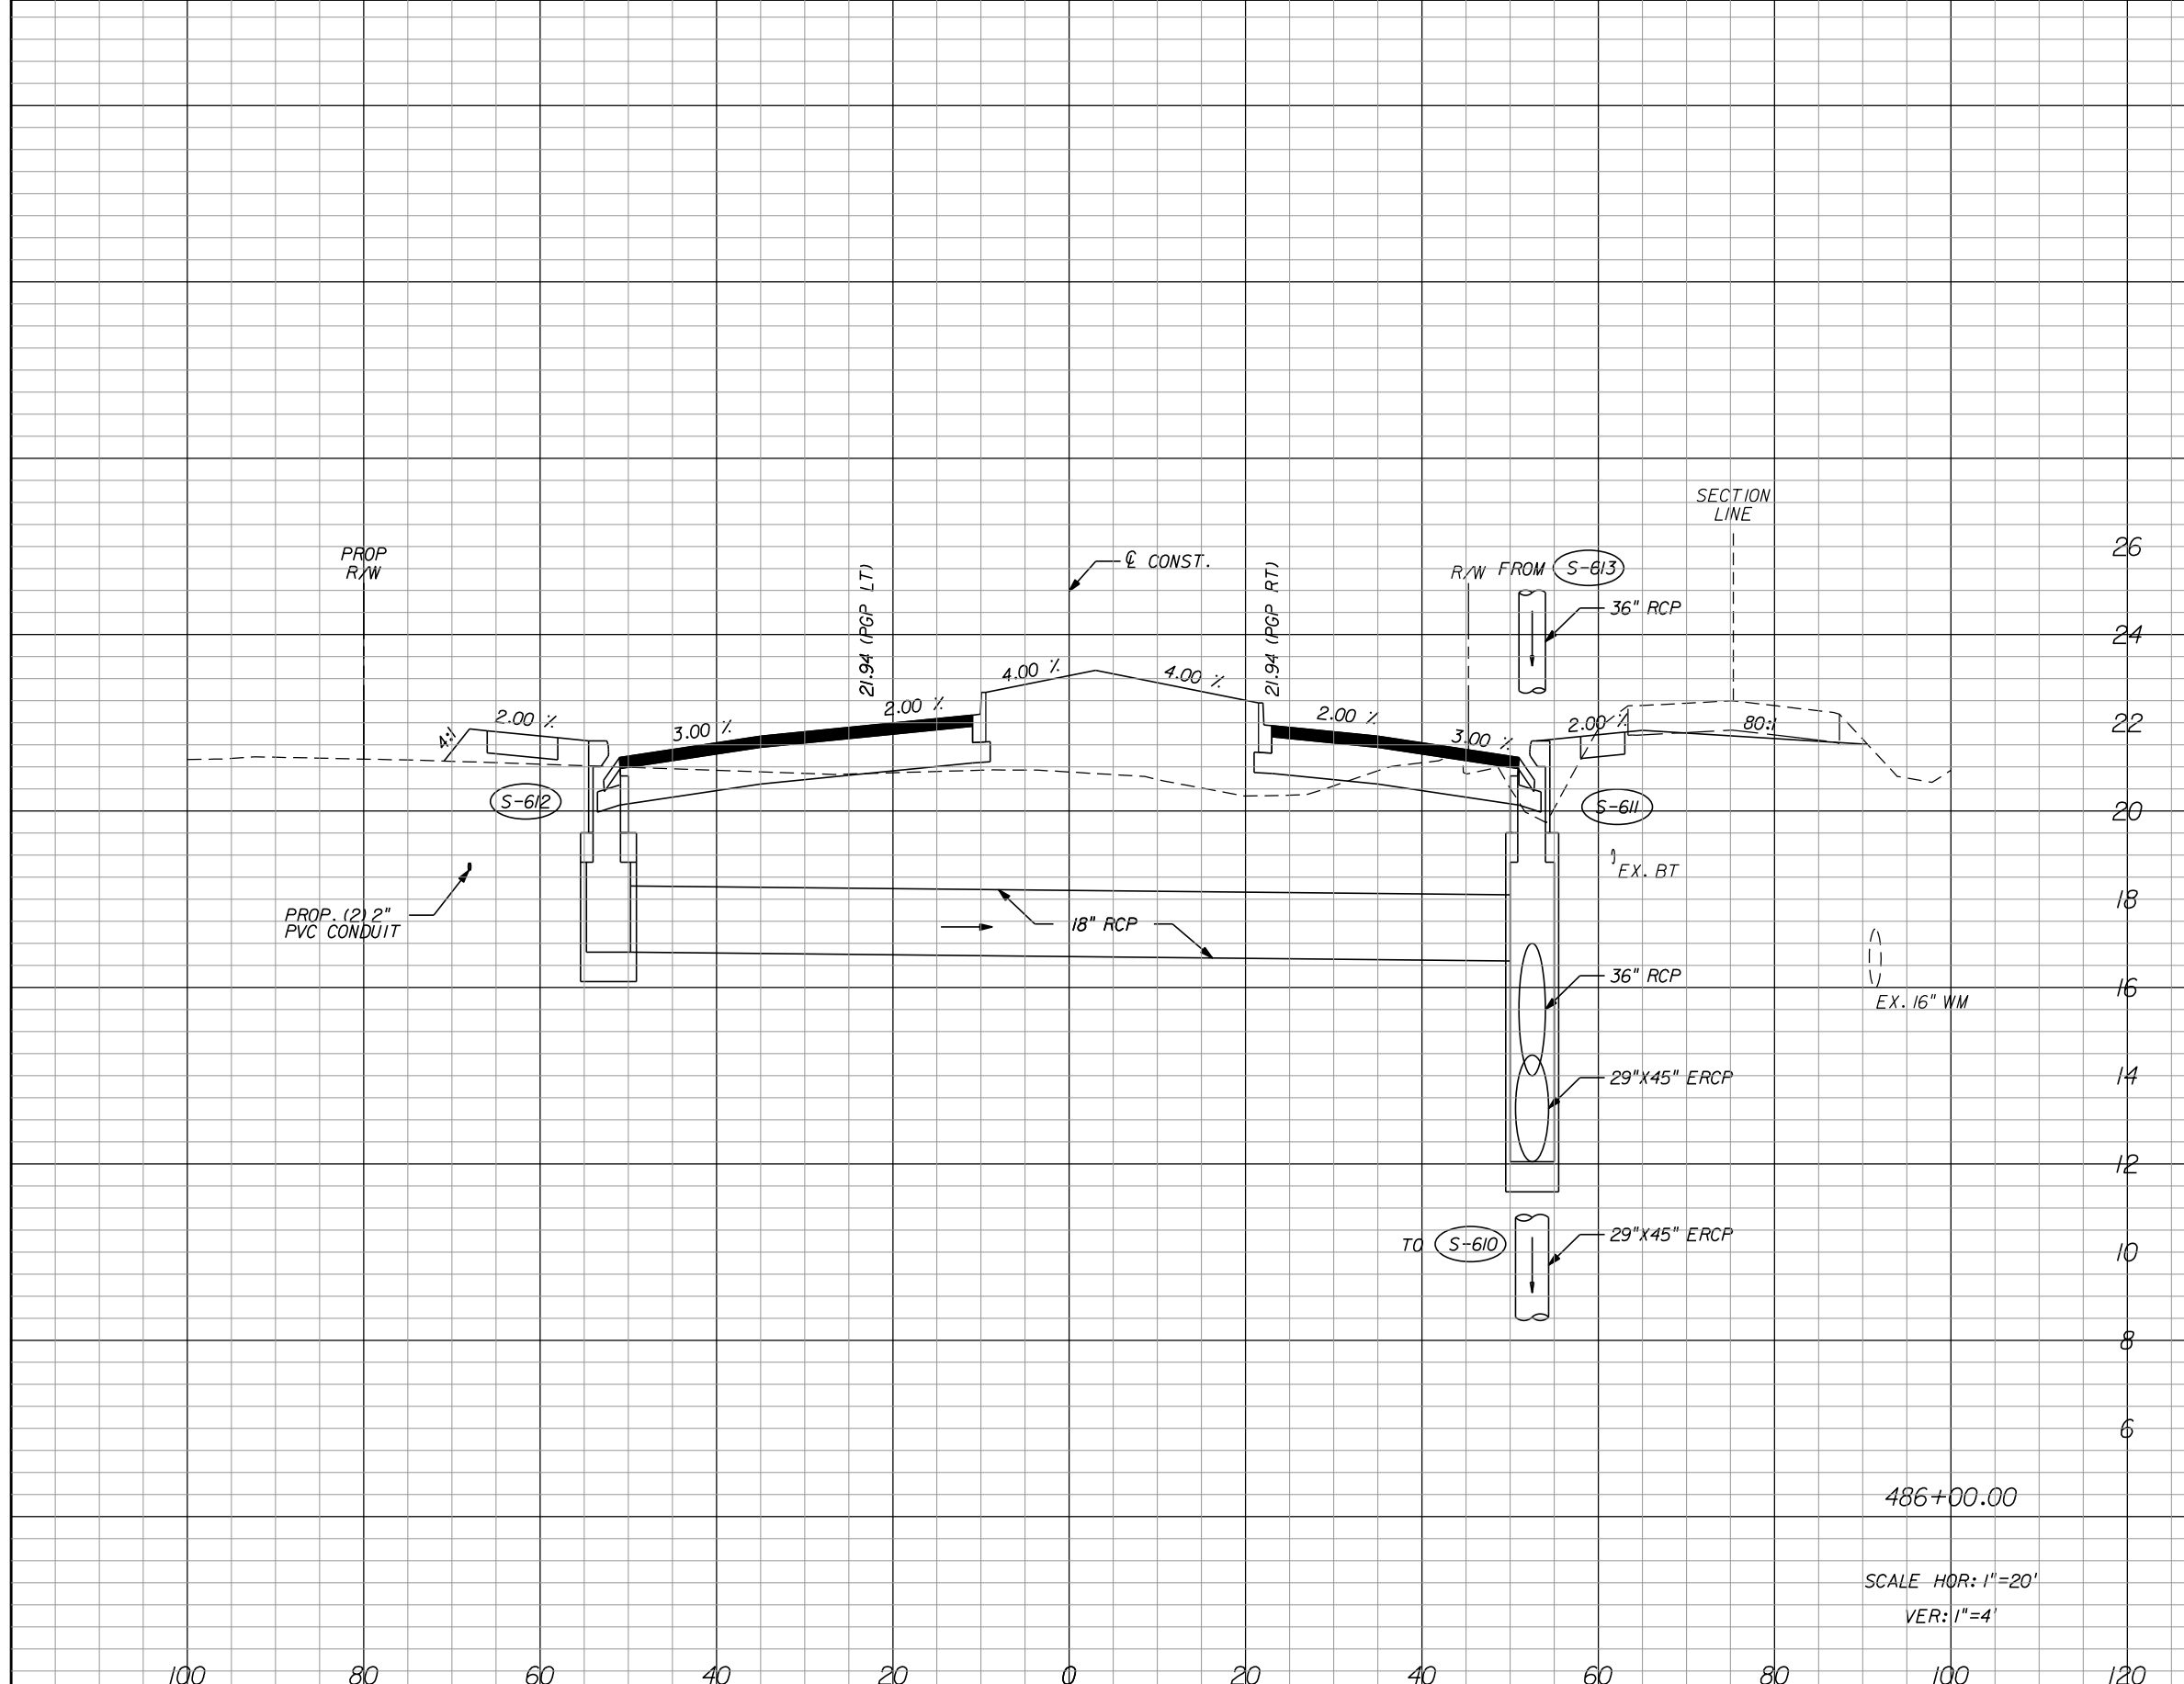 SECTION
LINE
26
PROP
R/W
℄ CONST.
R/W
FROM
S-613
21.94 (PGP LT)
21.94 (PGP RT)
36" RCP
24
4.00 %
4.00 %
2.00 %
3.00 %
2.00 %
4:1
2.00 %
3.00 %
2.00 %
80:1
22
S-612
S-611
20
EX. BT
18
PROP. (2) 2"
PVC CONDUIT
18" RCP
36" RCP
16
EX. 16" WM
29"X45" ERCP
14
12
29"X45" ERCP
TO
S-610
10
8
6
486+00.00
SCALE HOR: 1"=20'
VER: 1"=4'
100 80 60 40 20 0 20 40 60 80 100 120